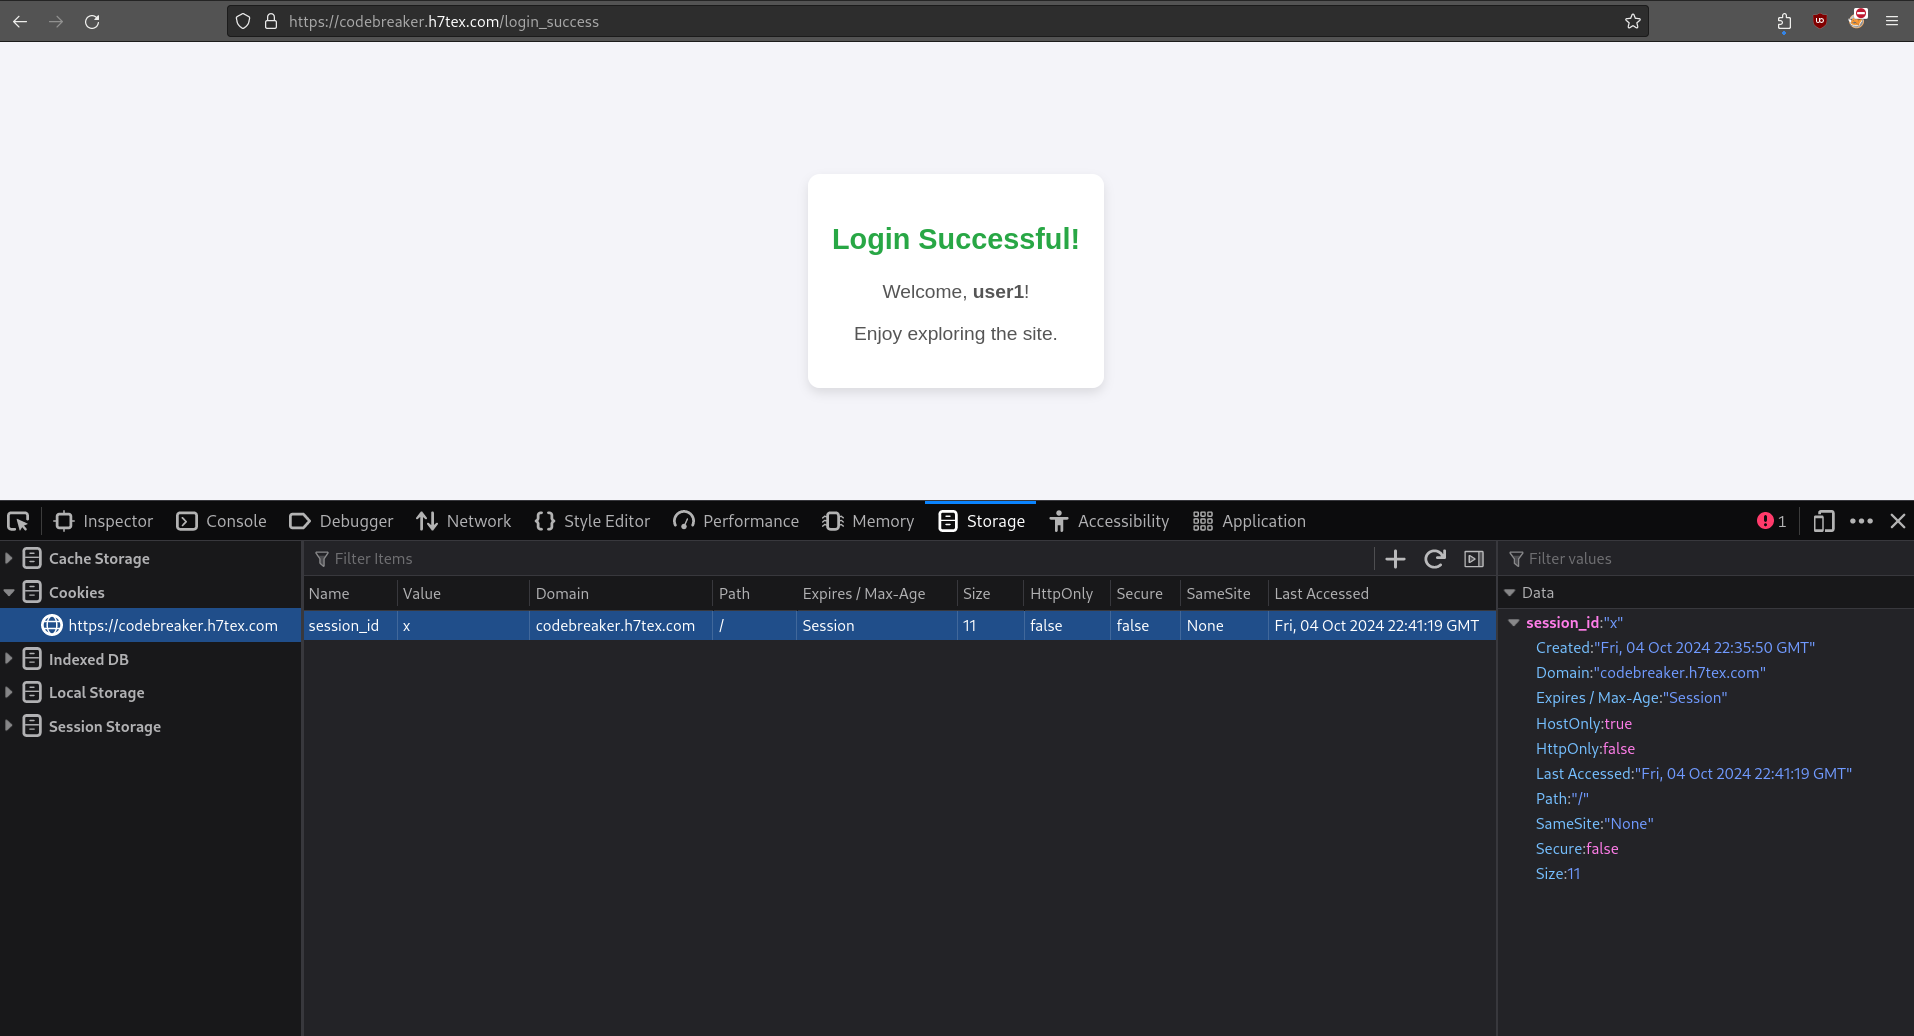 https://codebreaker.h7tex.com/login_success
Login Successful!
Welcome, user1!
Enjoy exploring the site.
Inspector Console Debugger Network Style Editor Performance Memory Storage Accessibility Application 1
Cache Storage
Cookies
https://codebreaker.h7tex.com
Indexed DB
Local Storage
Session Storage
Filter Items
Name Value Domain Path Expires / Max-Age Size HttpOnly Secure SameSite Last Accessed
session_id x codebreaker.h7tex.com / Session 11 false false None Fri, 04 Oct 2024 22:41:19 GMT
Filter values
Data
session_id:"x"
Created:"Fri, 04 Oct 2024 22:35:50 GMT"
Domain:"codebreaker.h7tex.com"
Expires / Max-Age:"Session"
HostOnly:true
HttpOnly:false
Last Accessed:"Fri, 04 Oct 2024 22:41:19 GMT"
Path:"/"
SameSite:"None"
Secure:false
Size:11